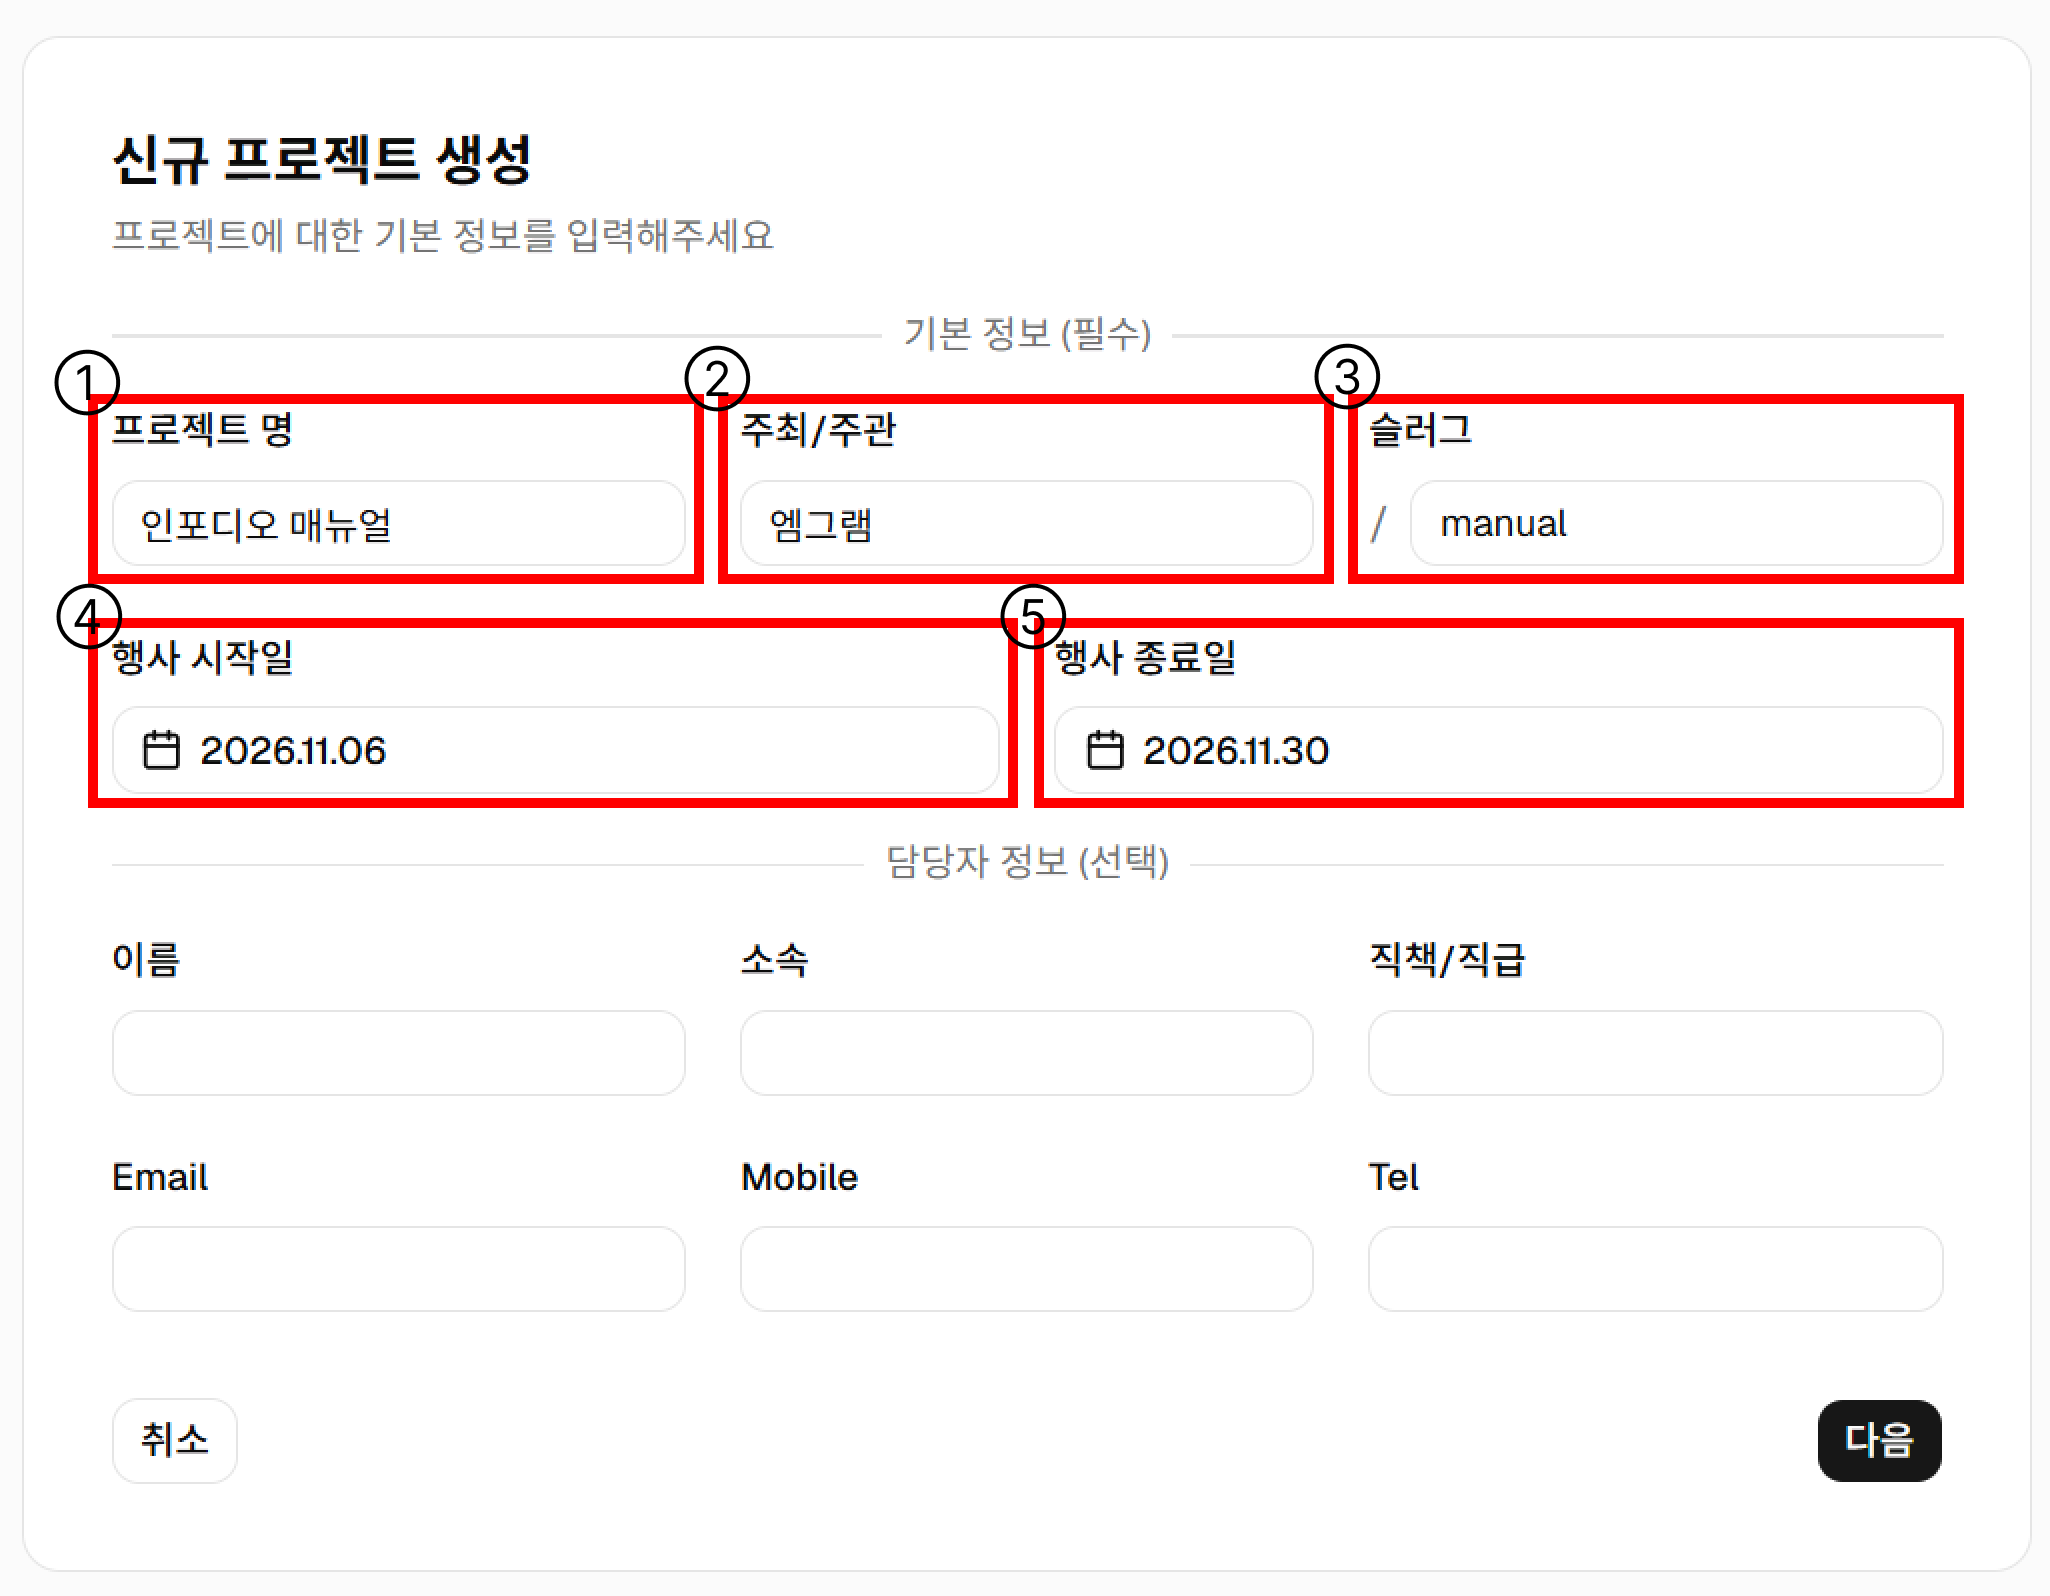 신규 프로젝트 생성
프로젝트에 대한 기본 정보를 입력해주세요
기본 정보 (필수)
① ② ③
프로젝트 명 주최/주관 슬러그
인포디오 매뉴얼 엠그램 / manual
④ ⑤
행사 시작일 행사 종료일
2026.11.06 2026.11.30
담당자 정보 (선택)
이름 소속 직책/직급
Email Mobile Tel
취소 다음